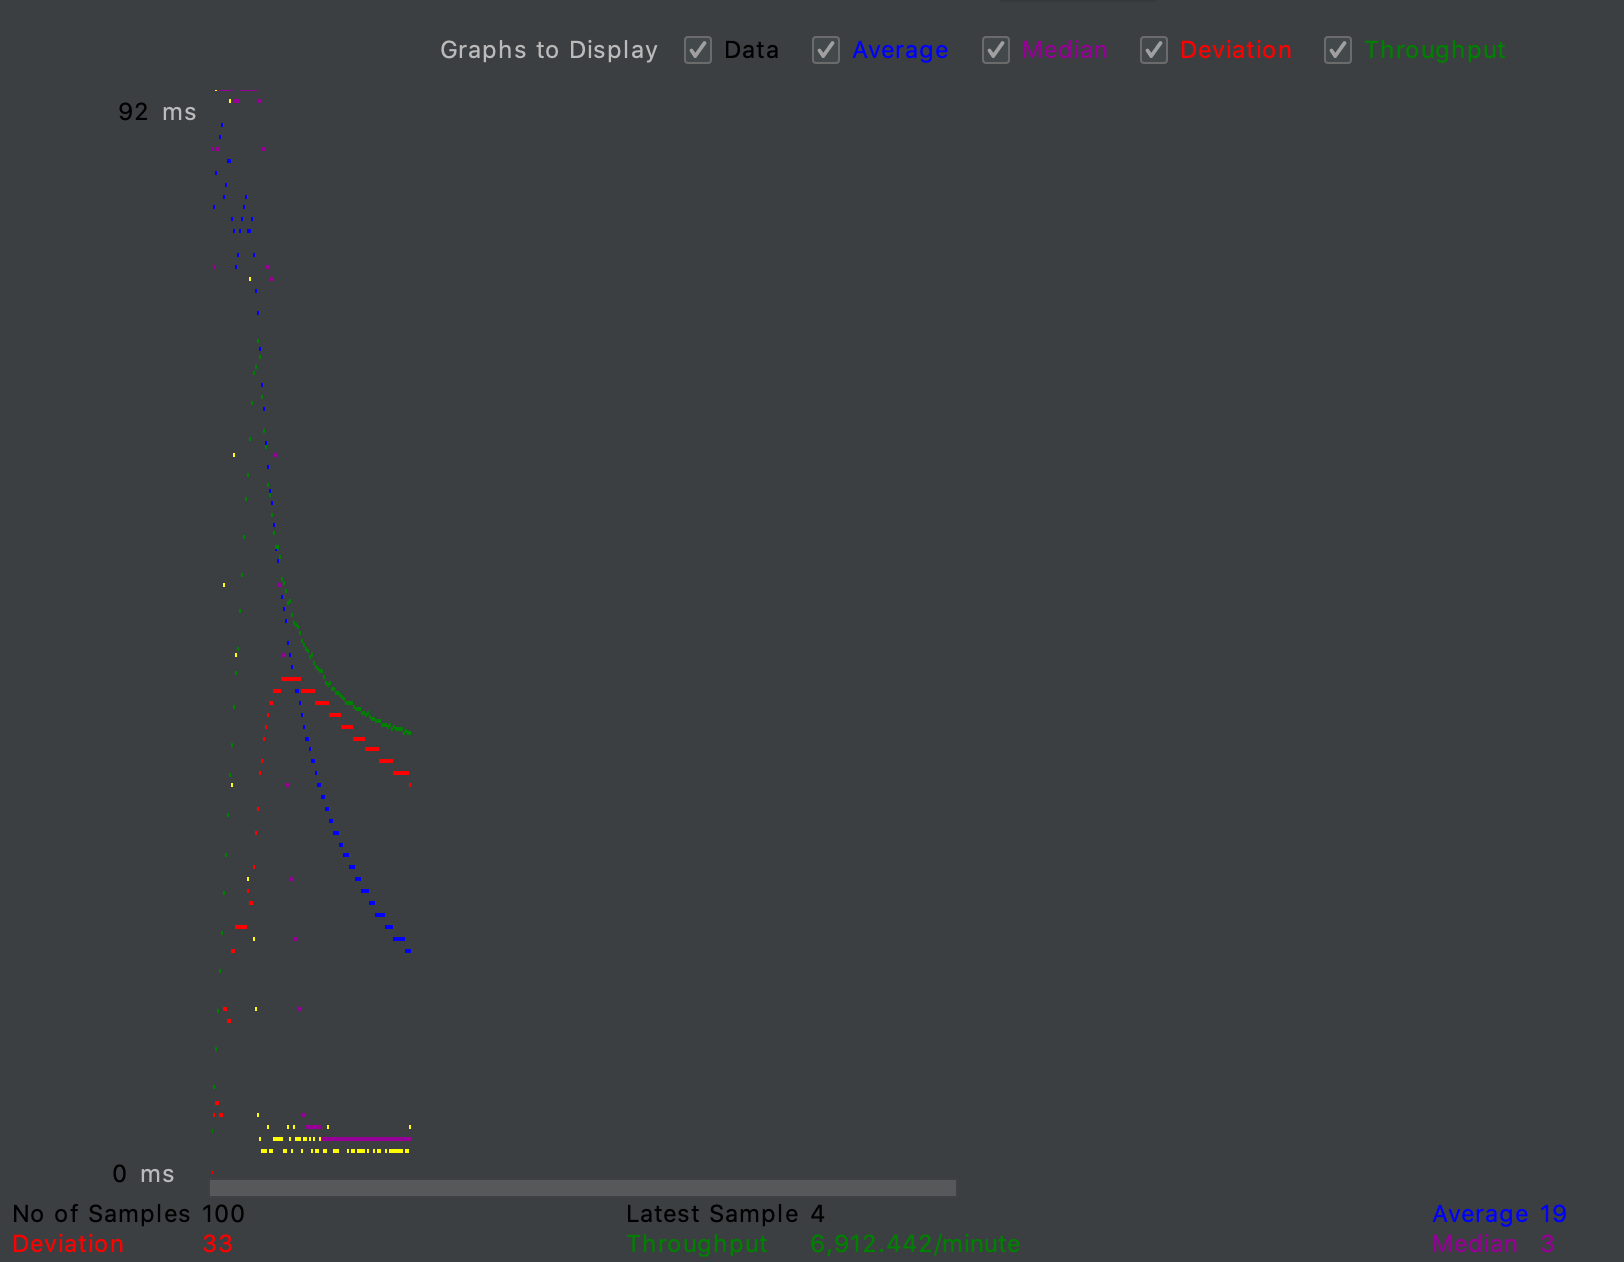 Graphs to Display Data Average Median Deviation Throughput
92 ms
0 ms
No of Samples 100 Latest Sample 4 Average 19
Deviation 33 Throughput 6,912.442/minute Median 3